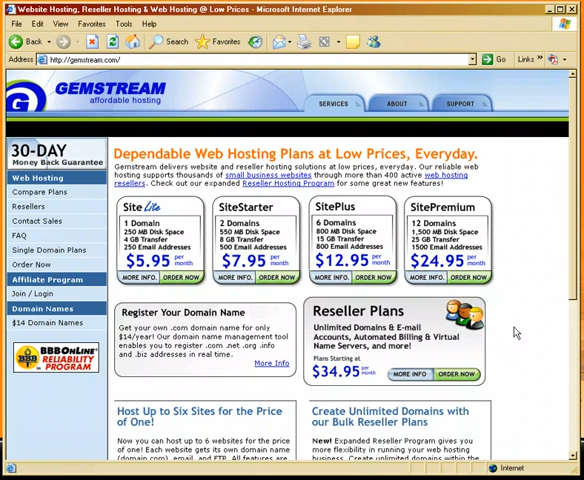 Website Hosting, Reseller Hosting & Web Hosting @ Low Prices - Microsoft Internet Explorer
File Edit View Favorites Tools Help
Back Search Favorites
Address http://gemstream.com/ Go Links »
GEMSTREAM
affordable hosting
SERVICES ABOUT SUPPORT
30-DAY
Money Back Guarantee
Web Hosting
Compare Plans
Resellers
Contact Sales
FAQ
Single Domain Plans
Order Now
Affiliate Program
Join / Login
Domain Names
$14 Domain Names
BBBOnLine
BBB
RELIABILITY
PROGRAM
Dependable Web Hosting Plans at Low Prices, Everyday.
Gemstream delivers website and reseller hosting solutions at low prices, everyday. Our reliable web
hosting supports thousands of small business websites through more than 400 active web hosting
resellers. Check out our expanded Reseller Hosting Program for some great new features!
Site Lite
1 Domain
250 MB Disk Space
4 GB Transfer
250 Email Addresses
$5.95 per month
MORE INFO. ORDER NOW
SiteStarter
2 Domains
550 MB Disk Space
8 GB Transfer
500 Email Addresses
$7.95 per month
MORE INFO. ORDER NOW
SitePlus
6 Domains
800 MB Disk Space
15 GB Transfer
800 Email Addresses
$12.95 per month
MORE INFO. ORDER NOW
SitePremium
12 Domains
1,500 MB Disk Space
25 GB Transfer
1500 Email Addresses
$24.95 per month
MORE INFO. ORDER NOW
Register Your Domain Name
Get your own .com domain name for only
$14/year! Our domain name management tool
enables you to register .com .net .org .info
and .biz addresses in real time.
More Info
Reseller Plans
Unlimited Domains & E-mail
Accounts, Automated Billing & Virtual
Name Servers, and more!
Plans Starting at
$34.95 per month
MORE INFO ORDER NOW
Host Up to Six Sites for the Price
of One!
Now you can host up to 6 websites for the price
of one! Each website gets its own domain name
(domain.com), email, and FTP. All features are
Create Unlimited Domains with
our Bulk Reseller Plans
New! Expanded Reseller Program gives you
more flexibility in running your web hosting
business. Create unlimited domains within the
Internet